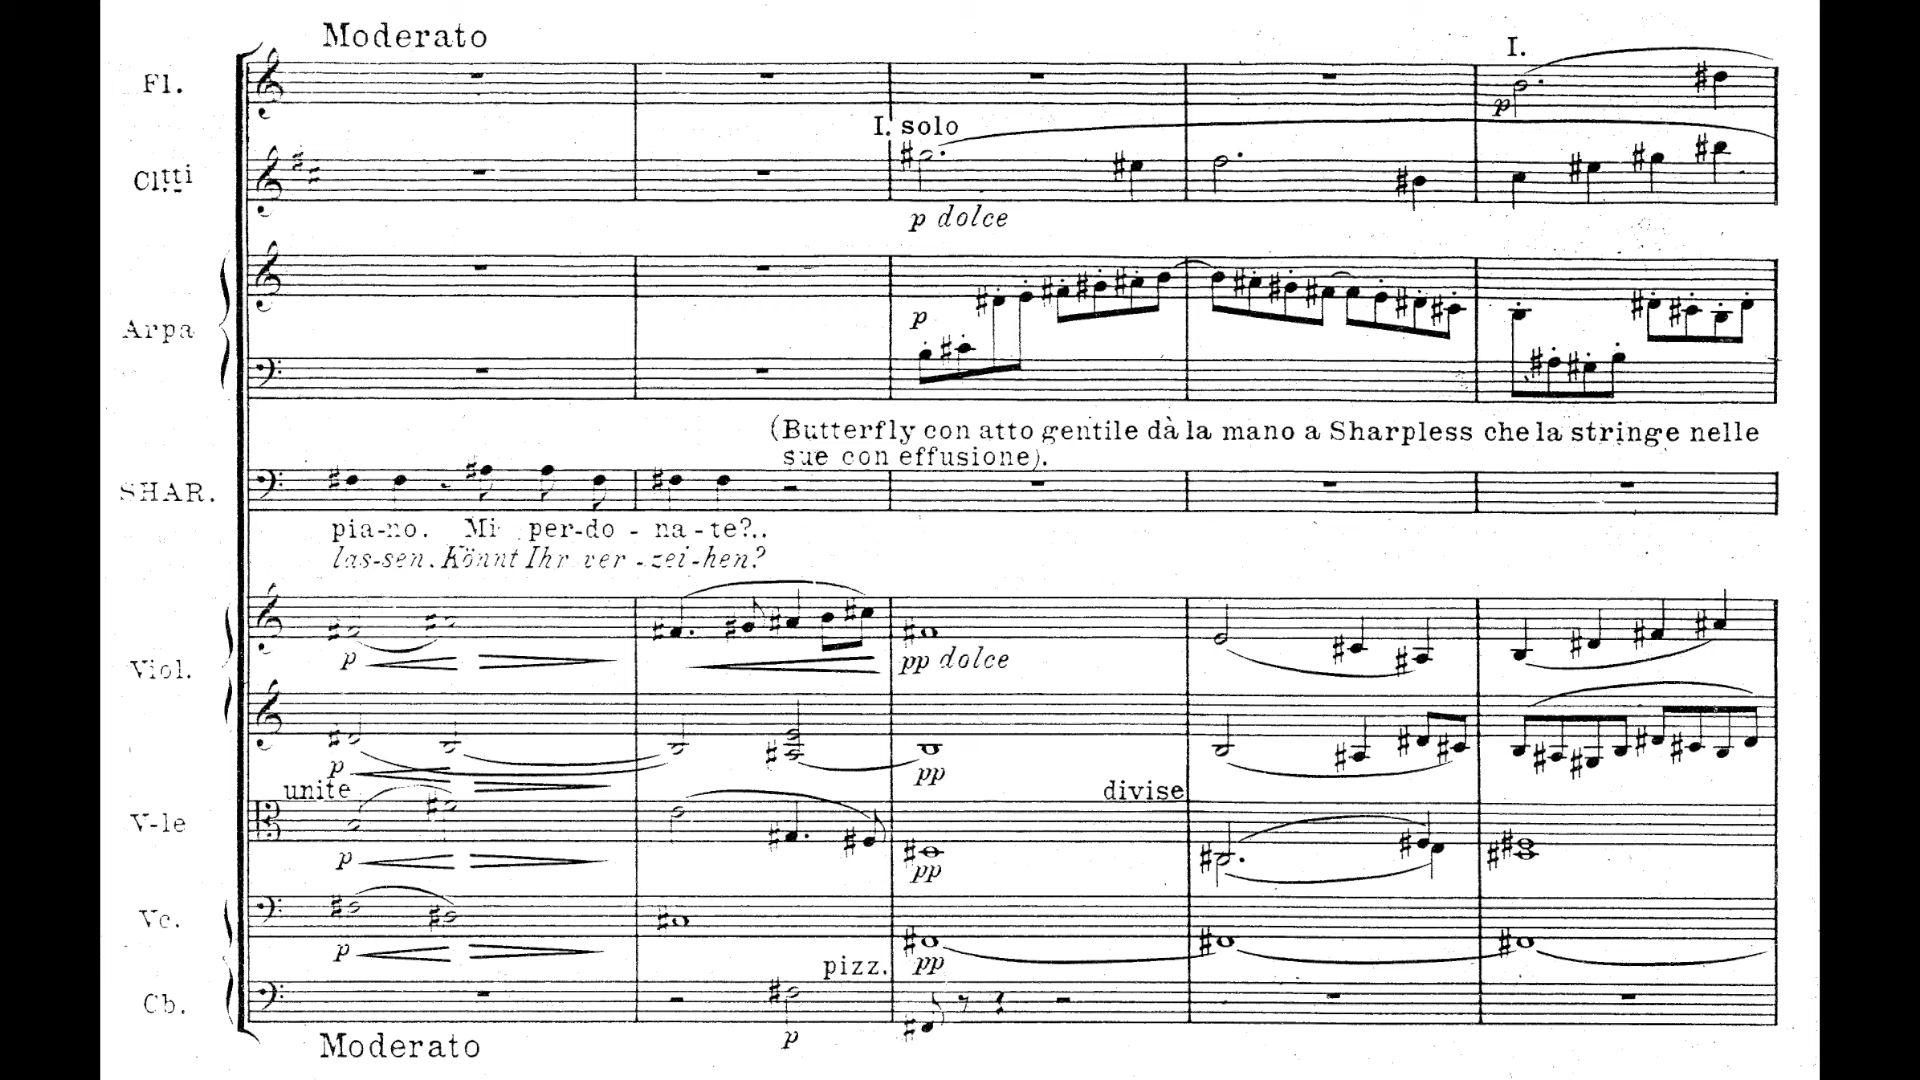 Moderato
Fl.
I.
p
I. solo
Cltti
p dolce
Arpa
p
(Butterfly con atto gentile dà la mano a Sharpless che la stringe nelle
sue con effusione).
SHAR.
pia-no. Mi per-do - na - te?..
las-sen. Könnt Ihr ver - zei-hen?
Viol.
p
pp dolce
p
pp
unite
divise
V-le
p
pp
Vc.
p
pp
pizz.
Cb.
p
Moderato